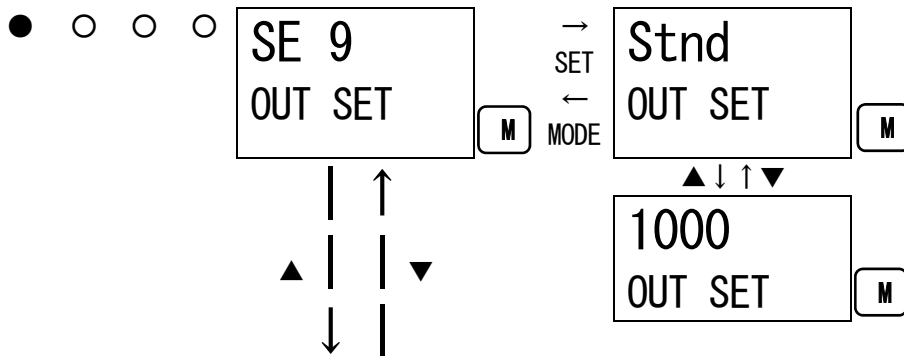 ● ○ ○ ○
SE 9
OUT SET
M
→
SET
←
MODE
Stnd
OUT SET
M
▲↓↑▼
1000
OUT SET
M
▲
▼